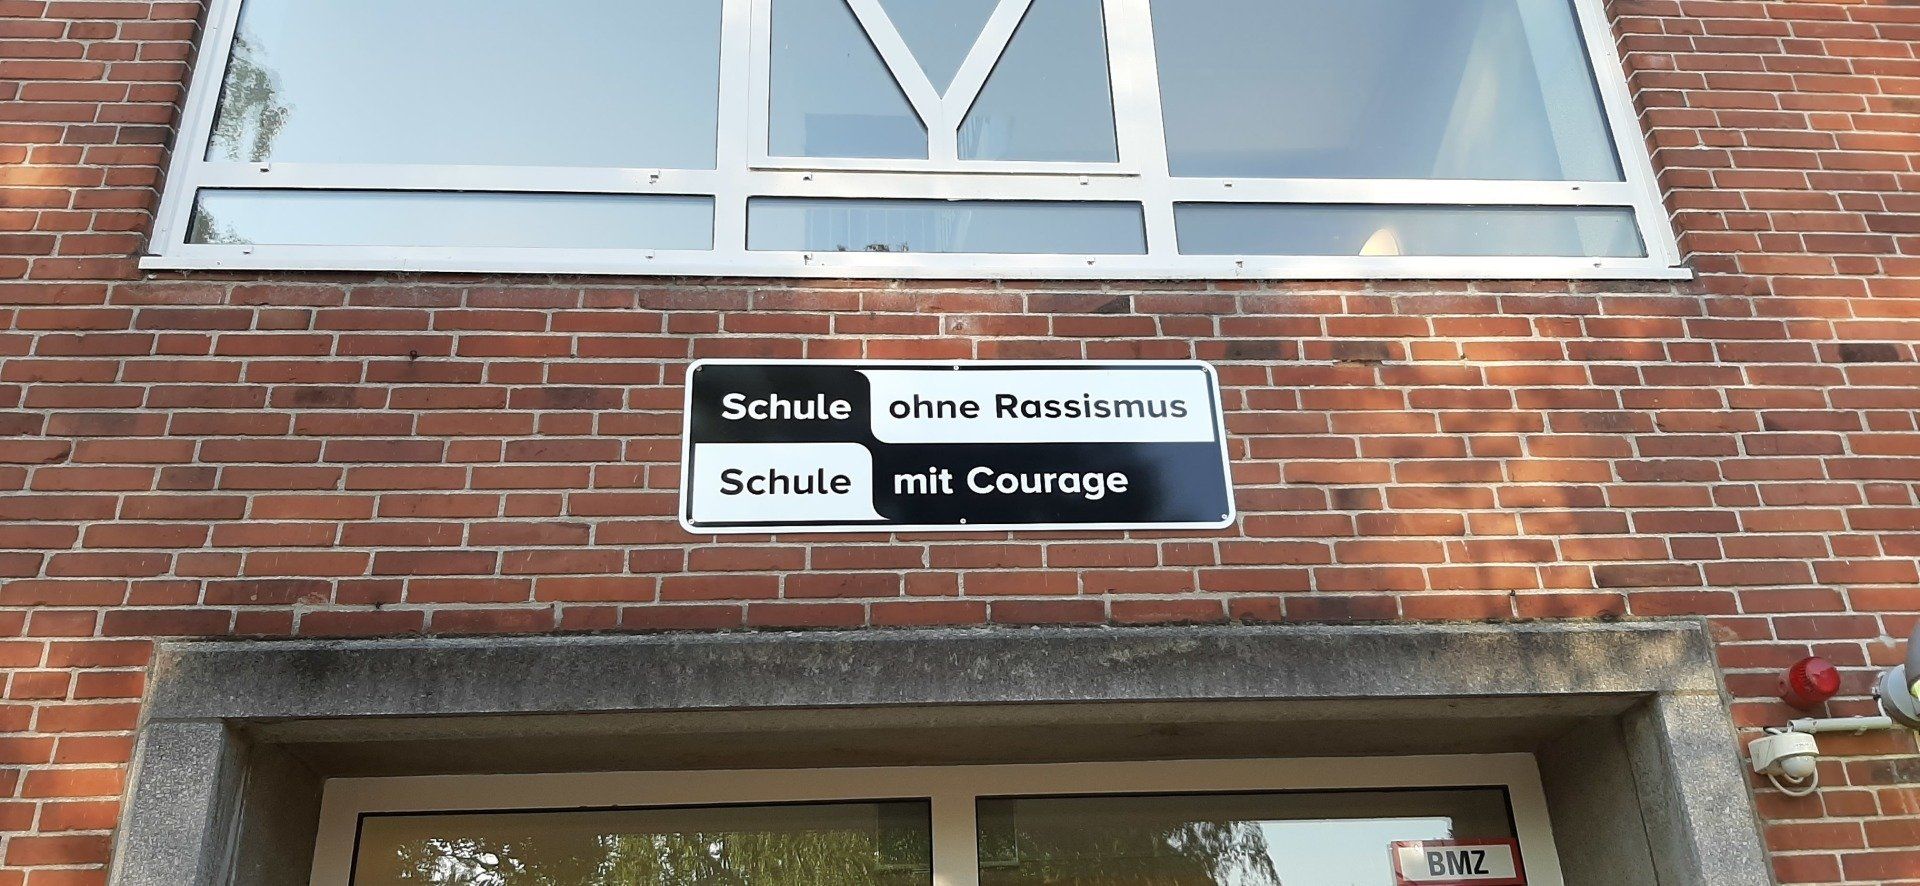 Schule ohne Rassismus
Schule mit Courage
BMZ